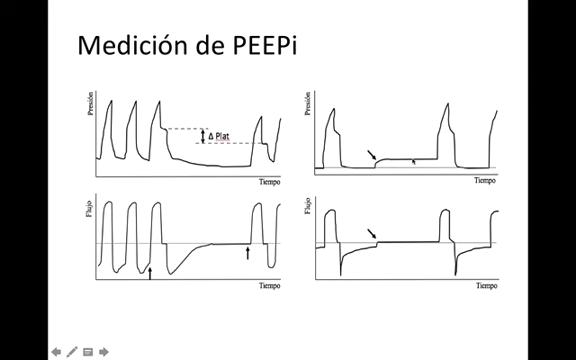 Medición de PEEPi
Presión
Δ Plat
Tiempo
Flujo
Tiempo
Presión
Tiempo
Flujo
Tiempo